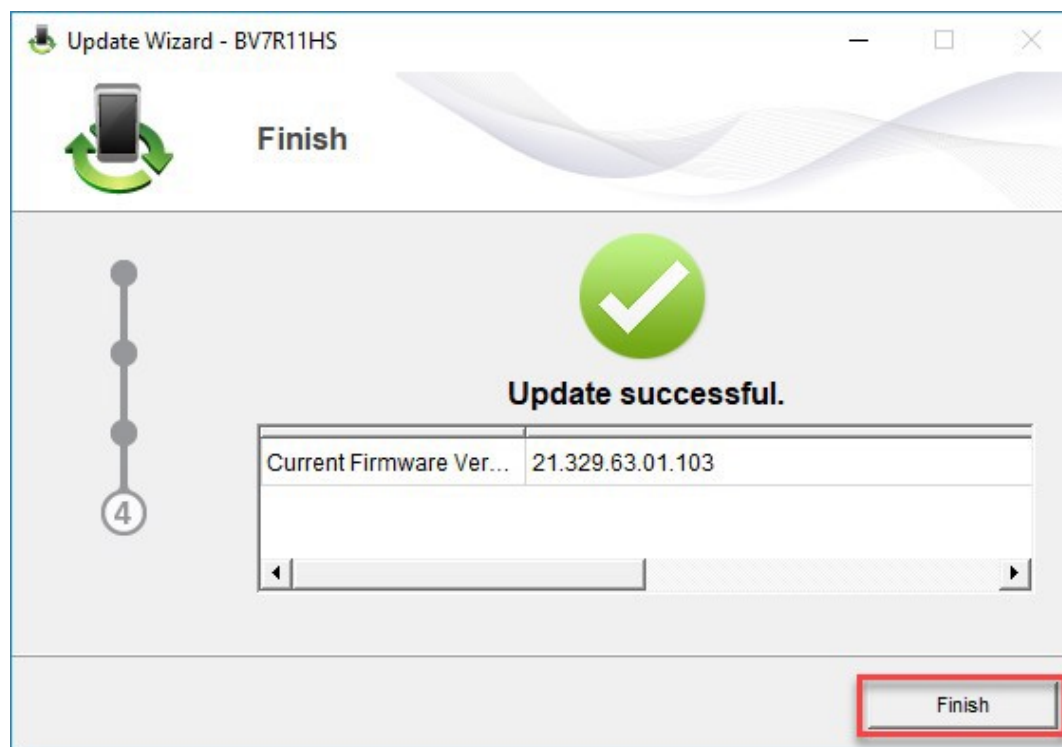 Update Wizard - BV7R11HS
Finish
Update successful.
Current Firmware Ver... 21.329.63.01.103
4
Finish